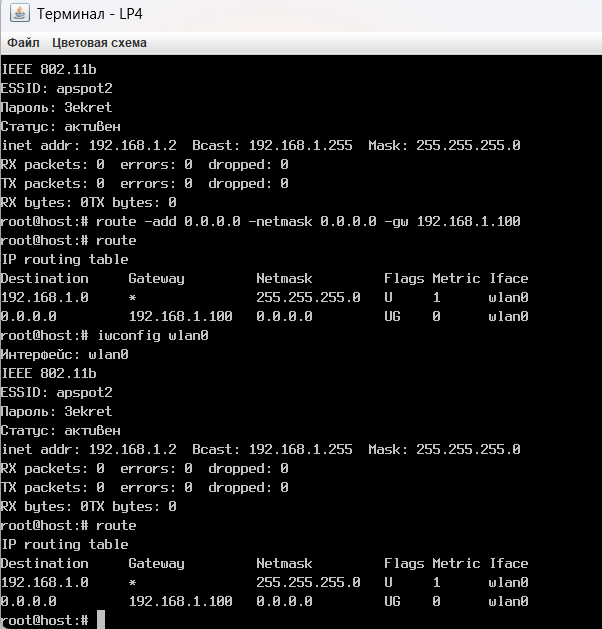 Терминал - LP4
Файл Цветовая схема
IEEE 802.11b
ESSID: apspot2
Пароль: 3ekret
Статус: активен
inet addr: 192.168.1.2  Bcast: 192.168.1.255  Mask: 255.255.255.0
RX packets: 0  errors: 0  dropped: 0
TX packets: 0  errors: 0  dropped: 0
RX bytes: 0TX bytes: 0
root@host:# route -add 0.0.0.0 -netmask 0.0.0.0 -gw 192.168.1.100
root@host:# route
IP routing table
Destination     Gateway         Netmask         Flags Metric Iface
192.168.1.0     *               255.255.255.0   U     1      wlan0
0.0.0.0         192.168.1.100   0.0.0.0         UG    0      wlan0
root@host:# iwconfig wlan0
Интерфейс: wlan0
IEEE 802.11b
ESSID: apspot2
Пароль: 3ekret
Статус: активен
inet addr: 192.168.1.2  Bcast: 192.168.1.255  Mask: 255.255.255.0
RX packets: 0  errors: 0  dropped: 0
TX packets: 0  errors: 0  dropped: 0
RX bytes: 0TX bytes: 0
root@host:# route
IP routing table
Destination     Gateway         Netmask         Flags Metric Iface
192.168.1.0     *               255.255.255.0   U     1      wlan0
0.0.0.0         192.168.1.100   0.0.0.0         UG    0      wlan0
root@host:#